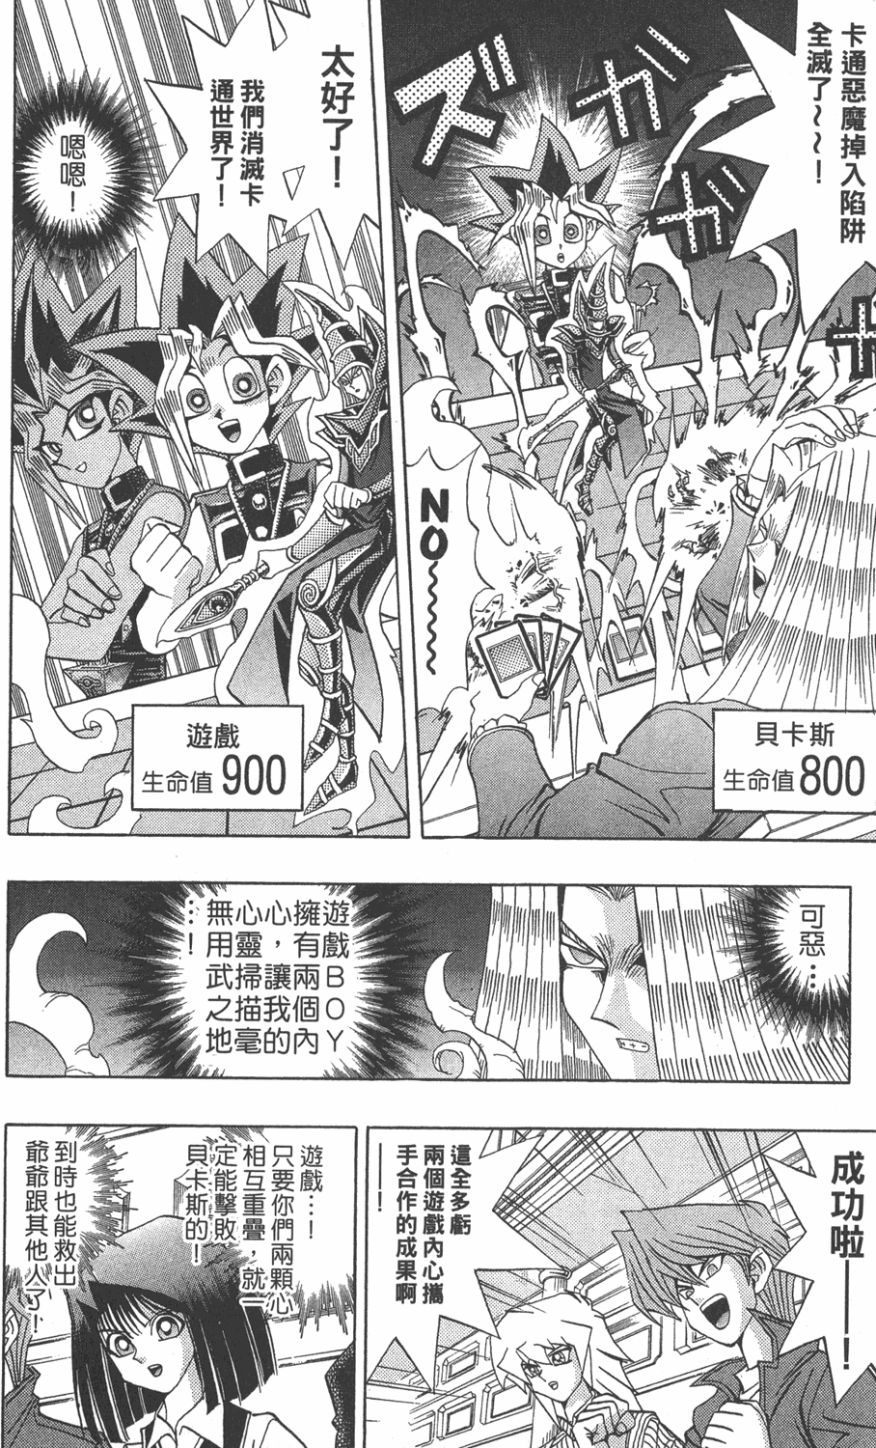 卡通惡魔掉入陷阱
全滅了~~!
ズ
ガ
ガ
NO~~~
貝卡斯
生命值800
太好了!
我們消滅卡
通世界了!
嗯嗯!
遊戲
生命值900
可惡…
遊戲BOY
擁有兩個內
心,讓我的
心靈掃描毫
無用武之地
…!
成功啦——!
這全多虧
兩個遊戲內心攜
手合作的成果啊
——!
遊戲…!
只要你們兩顆心
相互重疊,就一
定能擊敗
貝卡斯的!
到時也能救出
爺爺跟其他人了!